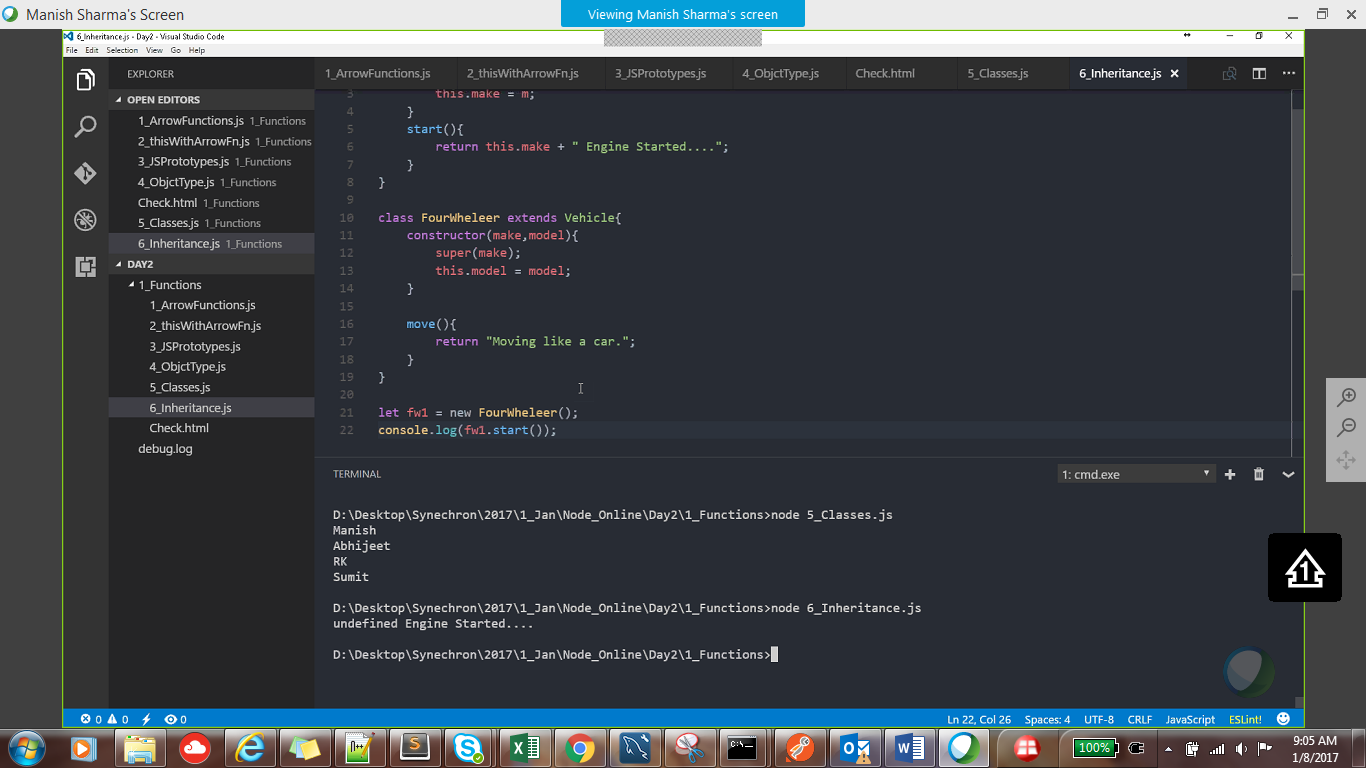 Manish Sharma's Screen
Viewing Manish Sharma's screen
6_Inheritance.js - Day2 - Visual Studio Code
File Edit Selection View Go Help
EXPLORER
OPEN EDITORS
1_ArrowFunctions.js 1_Functions
2_thisWithArrowFn.js 1_Functions
3_JSPrototypes.js 1_Functions
4_ObjctType.js 1_Functions
Check.html 1_Functions
5_Classes.js 1_Functions
6_Inheritance.js 1_Functions
DAY2
1_Functions
1_ArrowFunctions.js
2_thisWithArrowFn.js
3_JSPrototypes.js
4_ObjctType.js
5_Classes.js
6_Inheritance.js
Check.html
debug.log
1_ArrowFunctions.js 2_thisWithArrowFn.js 3_JSPrototypes.js 4_ObjctType.js Check.html 5_Classes.js 6_Inheritance.js
3 this.make = m;
4 }
5 start(){
6 return this.make + " Engine Started....";
7 }
8 }
9
10 class FourWheleer extends Vehicle{
11 constructor(make,model){
12 super(make);
13 this.model = model;
14 }
15
16 move(){
17 return "Moving like a car.";
18 }
19 }
20
21 let fw1 = new FourWheleer();
22 console.log(fw1.start());
TERMINAL
1: cmd.exe
D:\Desktop\Synechron\2017\1_Jan\Node_Online\Day2\1_Functions>node 5_Classes.js
Manish
Abhijeet
RK
Sumit
D:\Desktop\Synechron\2017\1_Jan\Node_Online\Day2\1_Functions>node 6_Inheritance.js
undefined Engine Started....
D:\Desktop\Synechron\2017\1_Jan\Node_Online\Day2\1_Functions>
1
0 0 0
Ln 22, Col 26 Spaces: 4 UTF-8 CRLF JavaScript ESLint!
100%
9:05 AM
1/8/2017